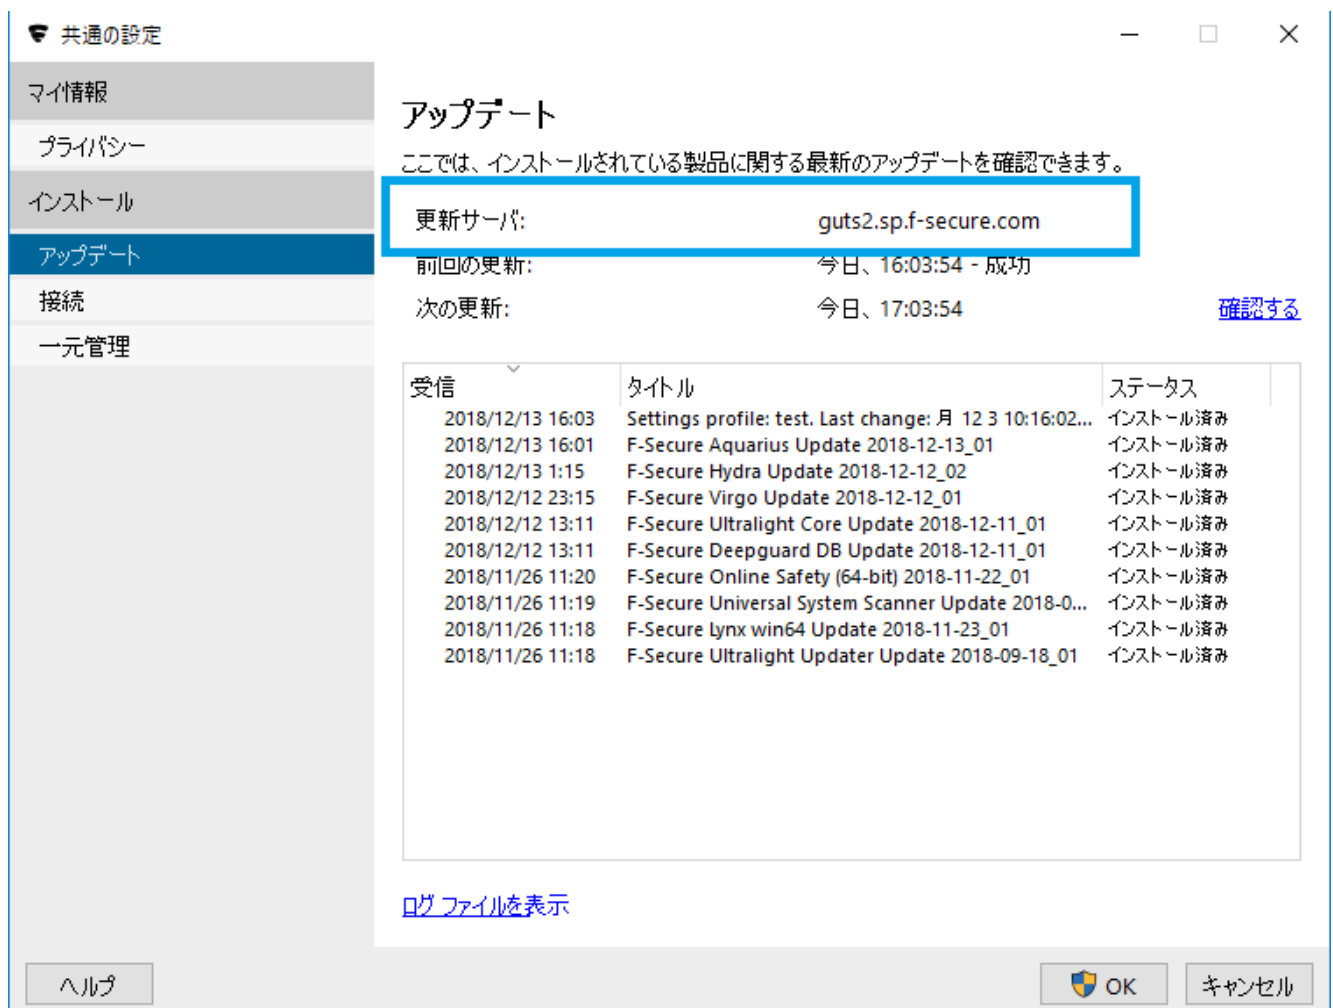 共通の設定
マイ情報
プライバシー
インストール
アップデート
接続
一元管理
アップデート
ここでは、インストールされている製品に関する最新のアップデートを確認できます。
更新サーバ: guts2.sp.f-secure.com
前回の更新: 今日、16:03:54 - 成功
次の更新: 今日、17:03:54 確認する
受信 タイトル ステータス
2018/12/13 16:03 Settings profile: test. Last change: 月 12 3 10:16:02... インストール済み
2018/12/13 16:01 F-Secure Aquarius Update 2018-12-13_01 インストール済み
2018/12/13 1:15 F-Secure Hydra Update 2018-12-12_02 インストール済み
2018/12/12 23:15 F-Secure Virgo Update 2018-12-12_01 インストール済み
2018/12/12 13:11 F-Secure Ultralight Core Update 2018-12-11_01 インストール済み
2018/12/12 13:11 F-Secure Deepguard DB Update 2018-12-11_01 インストール済み
2018/11/26 11:20 F-Secure Online Safety (64-bit) 2018-11-22_01 インストール済み
2018/11/26 11:19 F-Secure Universal System Scanner Update 2018-0... インストール済み
2018/11/26 11:18 F-Secure Lynx win64 Update 2018-11-23_01 インストール済み
2018/11/26 11:18 F-Secure Ultralight Updater Update 2018-09-18_01 インストール済み
ログ ファイルを表示
ヘルプ OK キャンセル